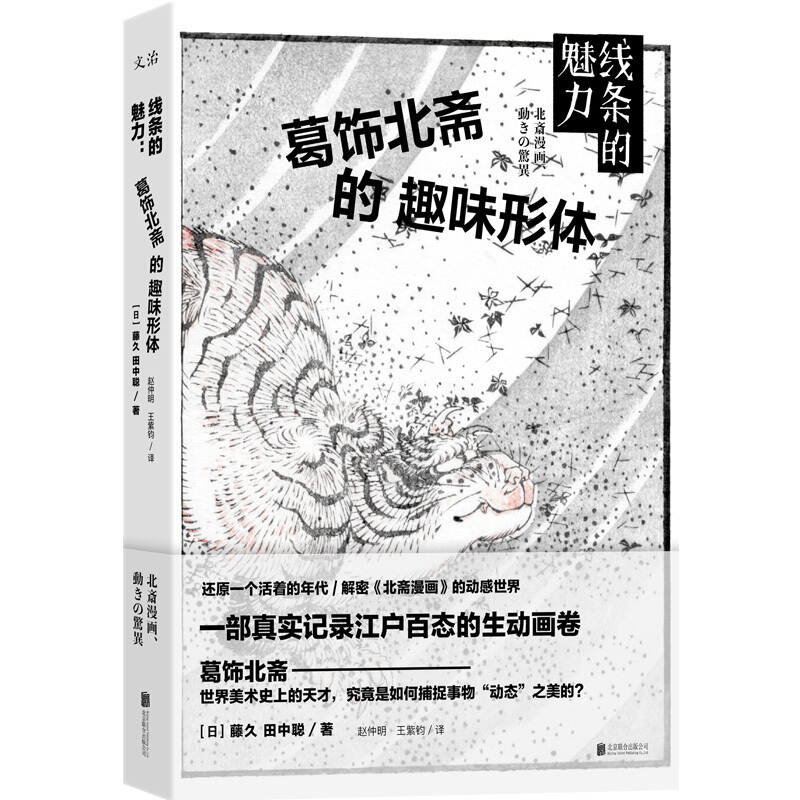 文治
线条的
魅力：
葛饰北斋
的 趣味形体
[日] 藤久 田中聪/著
赵仲明 王紫钧/译
北斎漫画、
動きの驚異
线条的
魅力
北斎漫画、
動きの驚異
葛饰北斋
的 趣味形体
还原一个活着的年代/解密《北斋漫画》的动感世界
一部真实记录江户百态的生动画卷
葛饰北斋
世界美术史上的天才，究竟是如何捕捉事物“动态”之美的？
[日] 藤久 田中聪/著 赵仲明 王紫钧/译
北京联合出版公司